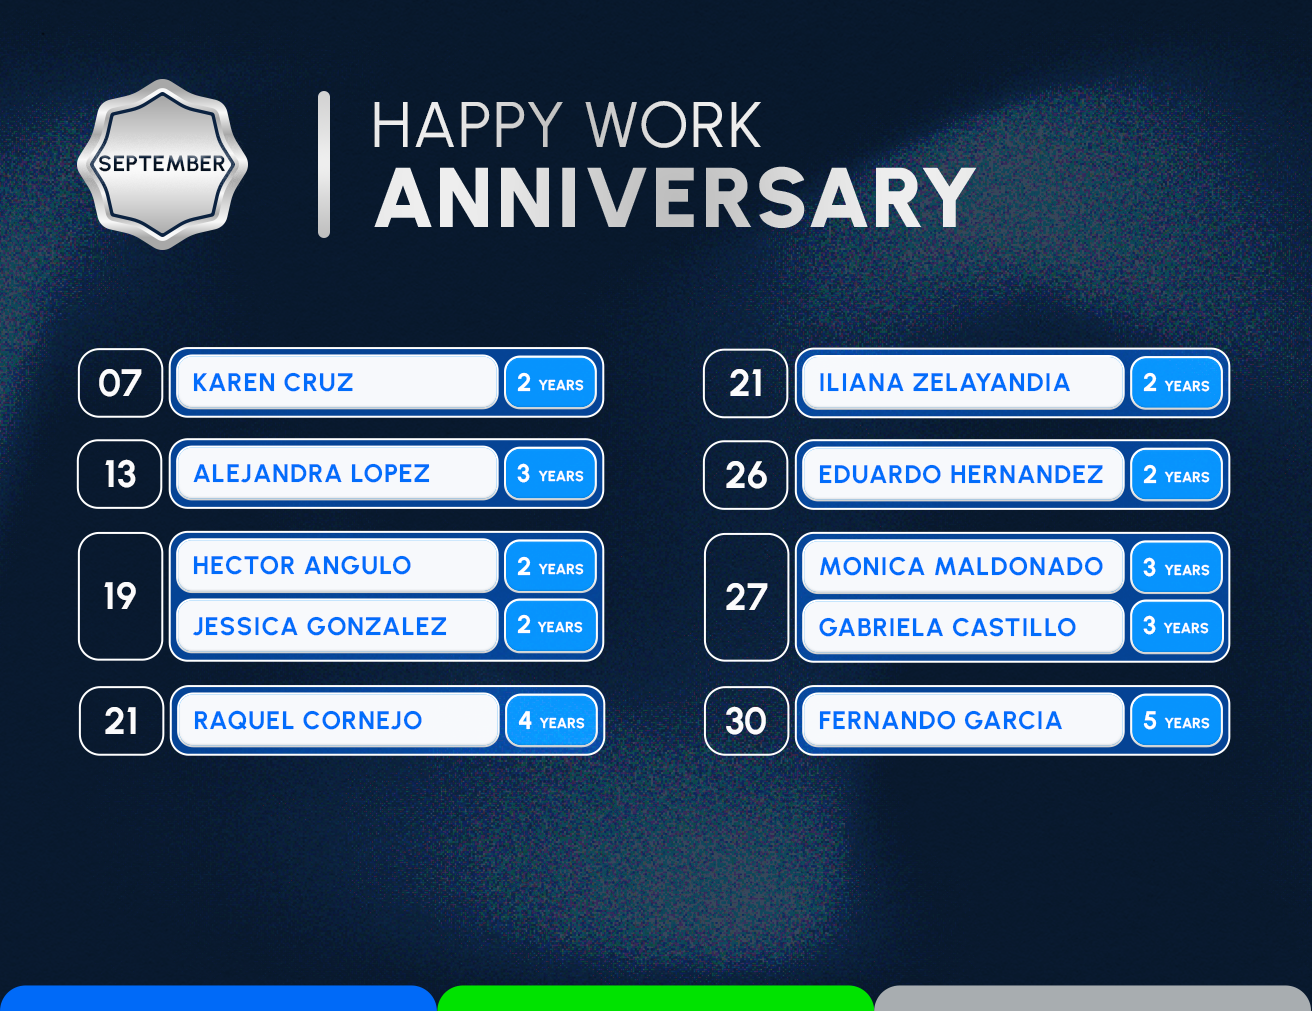 SEPTEMBER
HAPPY WORK
ANNIVERSARY
07 KAREN CRUZ 2 YEARS
13 ALEJANDRA LOPEZ 3 YEARS
19 HECTOR ANGULO 2 YEARS
JESSICA GONZALEZ 2 YEARS
21 RAQUEL CORNEJO 4 YEARS
21 ILIANA ZELAYANDIA 2 YEARS
26 EDUARDO HERNANDEZ 2 YEARS
27 MONICA MALDONADO 3 YEARS
GABRIELA CASTILLO 3 YEARS
30 FERNANDO GARCIA 5 YEARS